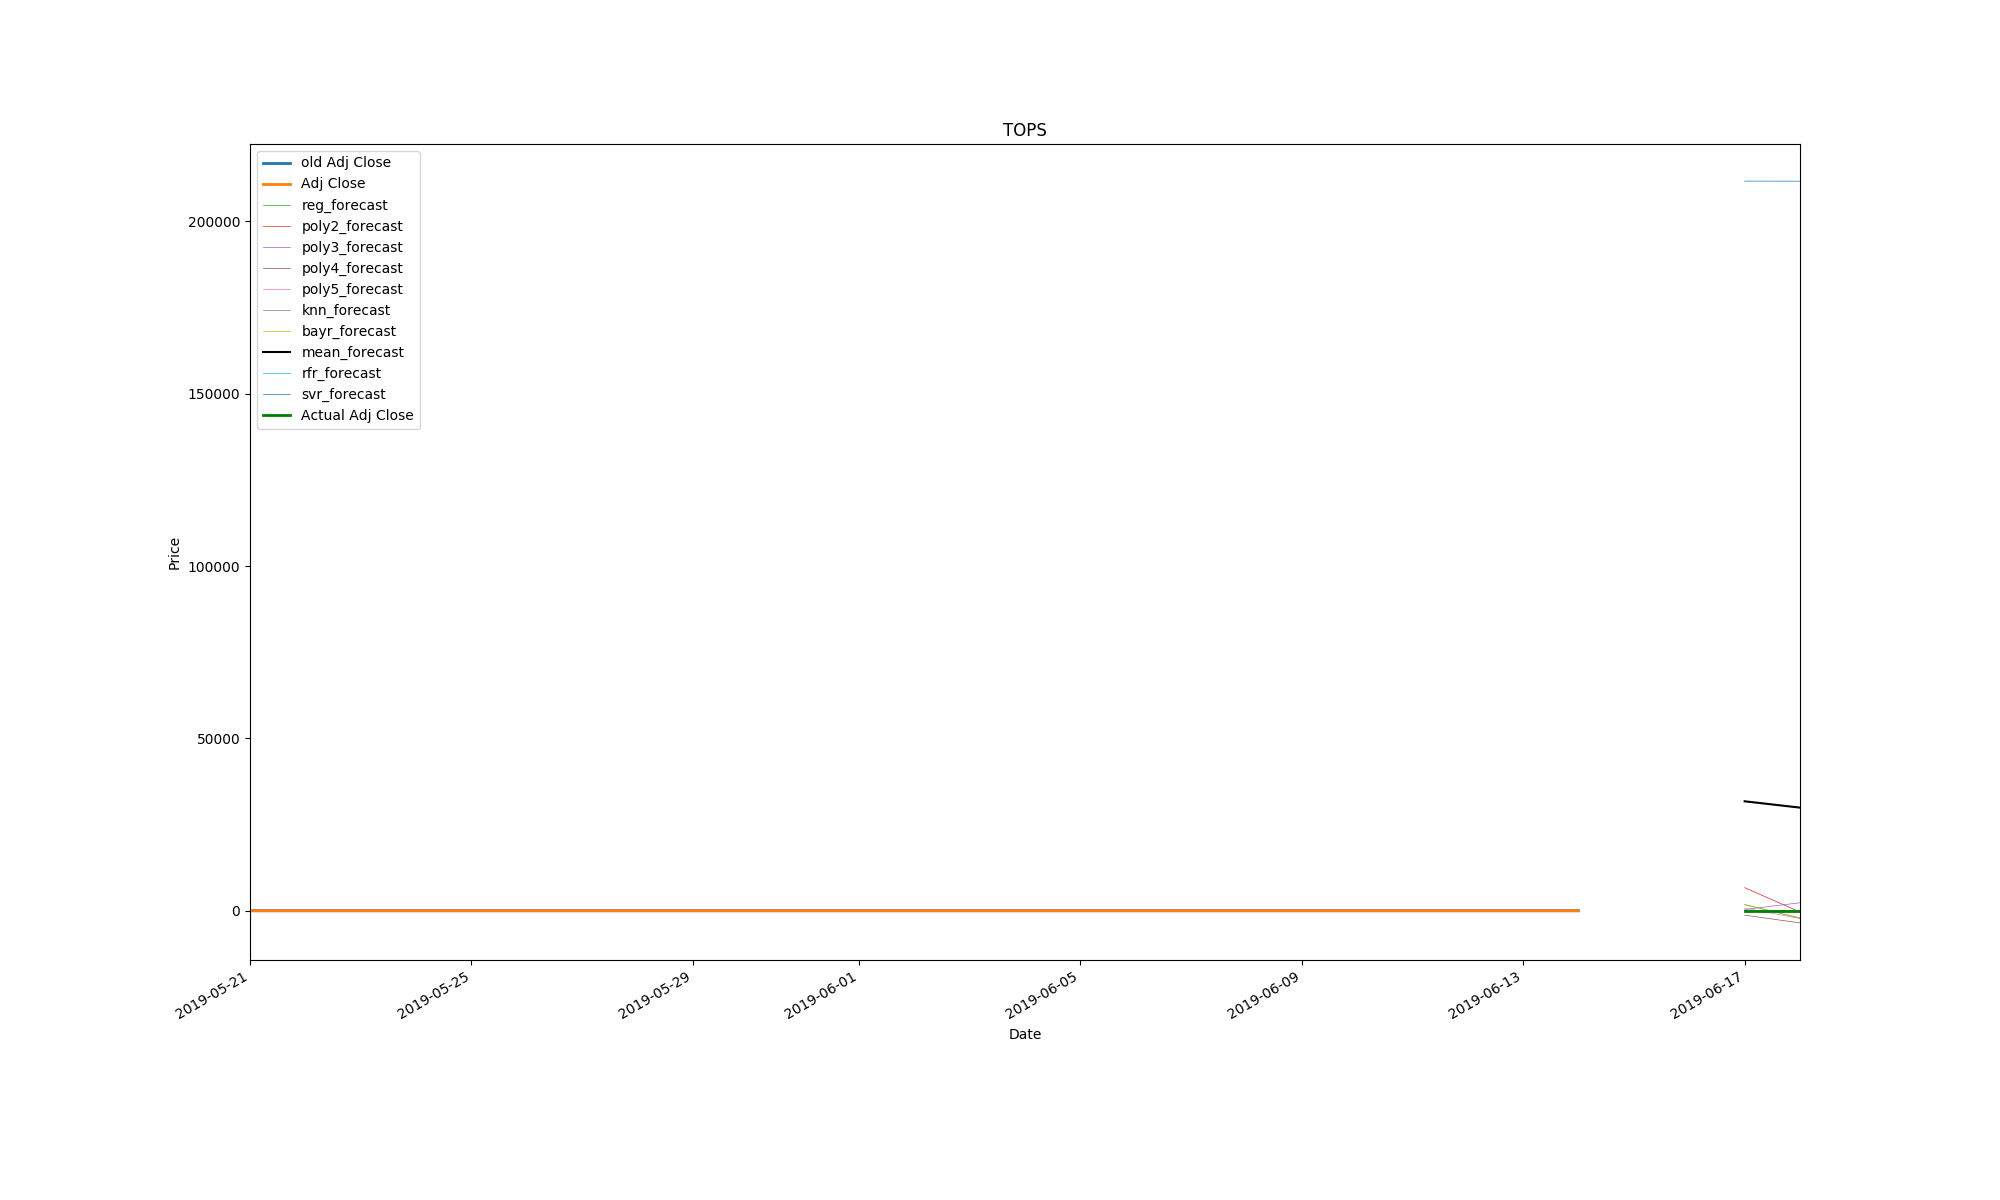 TOPS
old Adj Close
Adj Close
reg_forecast
poly2_forecast
poly3_forecast
poly4_forecast
poly5_forecast
knn_forecast
bayr_forecast
mean_forecast
rfr_forecast
svr_forecast
Actual Adj Close
200000
150000
100000
50000
0
Price
2019-05-21
2019-05-25
2019-05-29
2019-06-01
2019-06-05
2019-06-09
2019-06-13
2019-06-17
Date